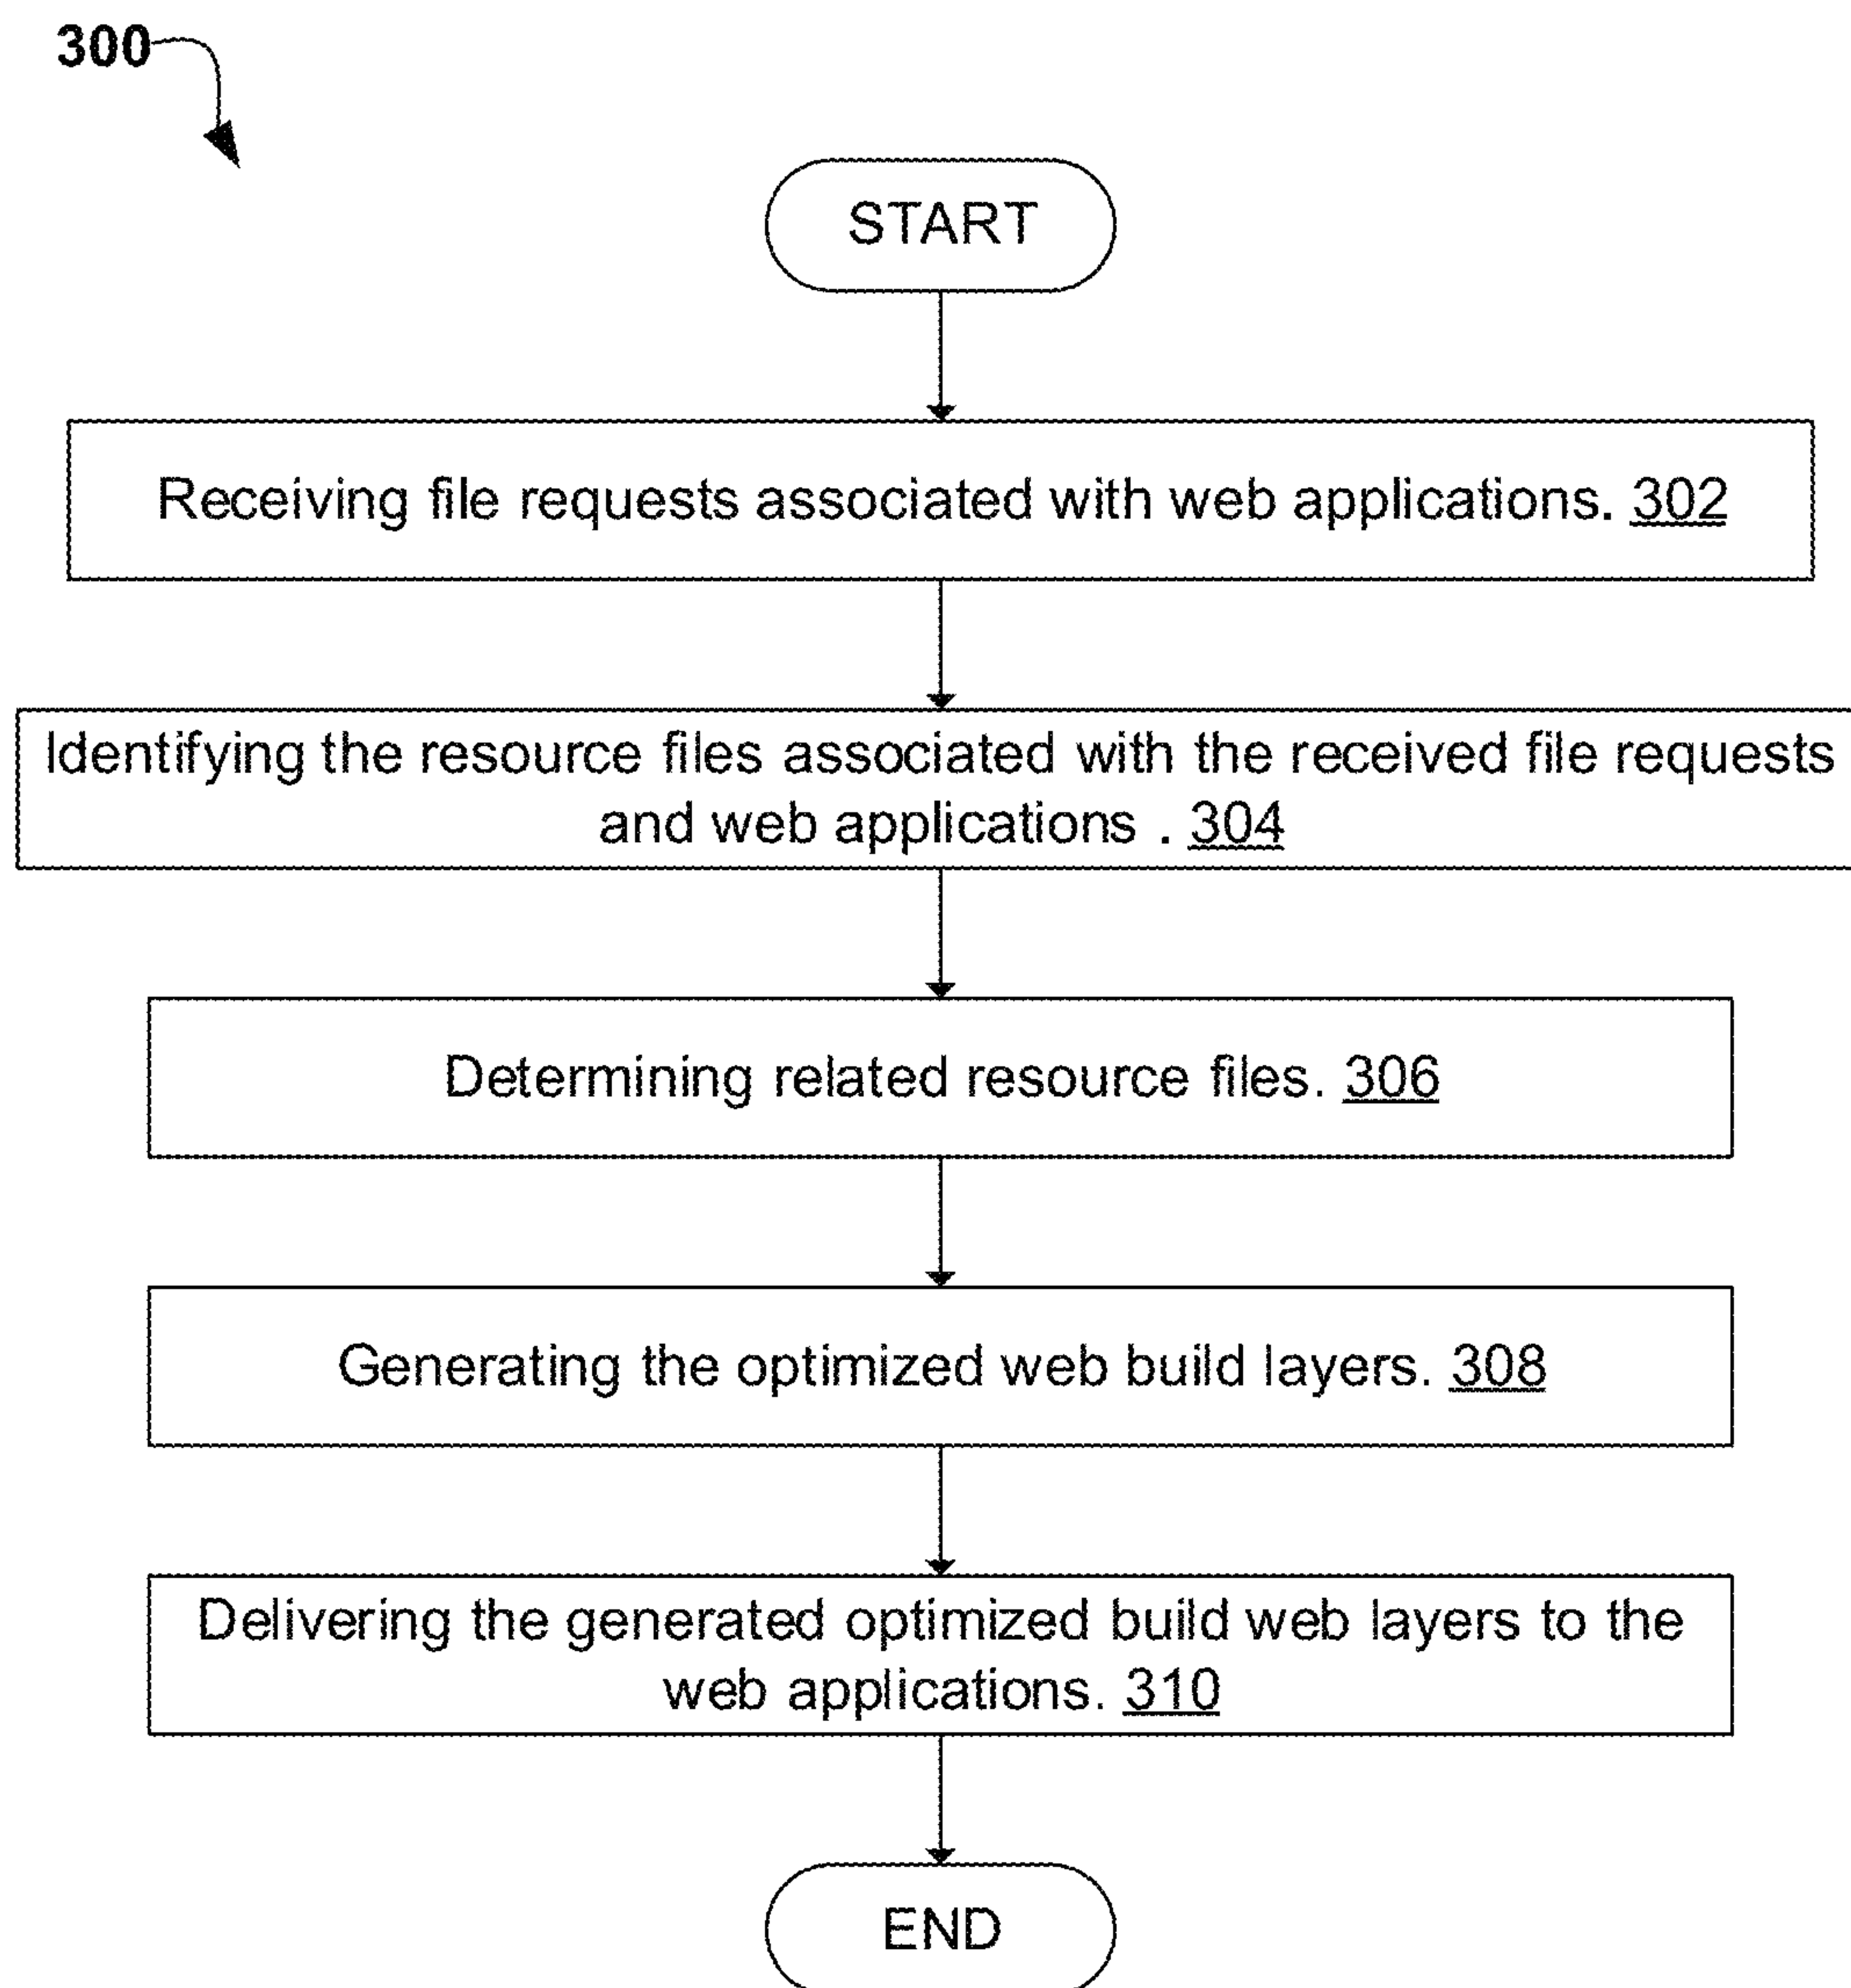 300
START
Receiving file requests associated with web applications. 302
Identifying the resource files associated with the received file requests
and web applications . 304
Determining related resource files. 306
Generating the optimized web build layers. 308
Delivering the generated optimized build web layers to the
web applications. 310
END